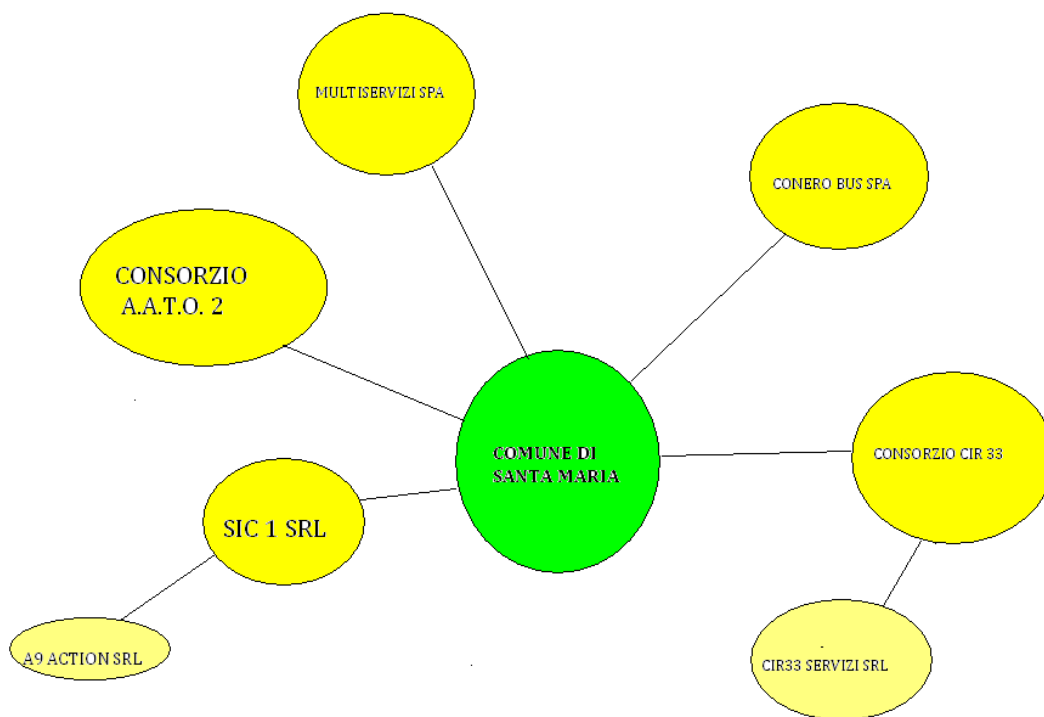 MULTISERVIZI SPA
CONERO BUS SPA
CONSORZIO
A.A.T.O. 2
COMUNE DI
SANTA MARIA
CONSORZIO CIR 33
SIC 1 SRL
A9 ACTION SRL
CIR33 SERVIZI SRL